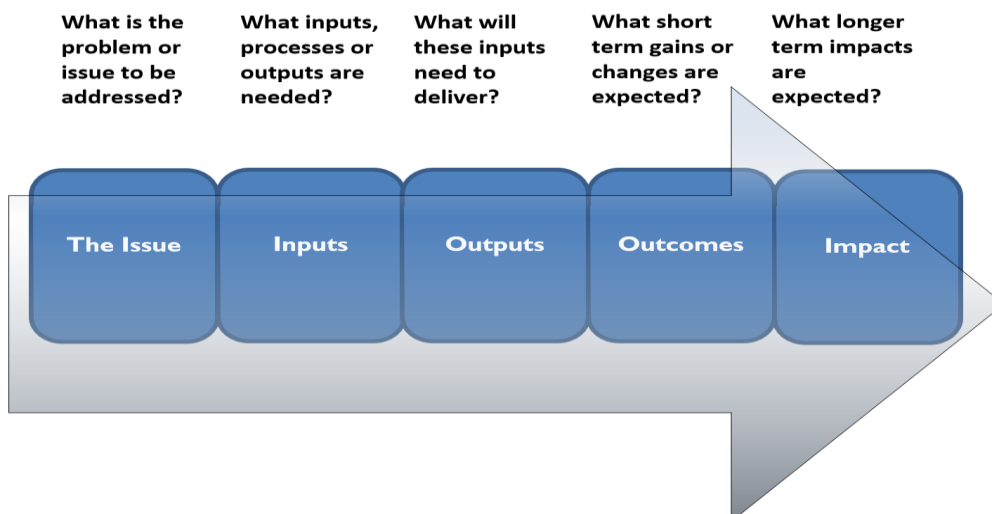 What is the
problem or
issue to be
addressed?
What inputs,
processes or
outputs are
needed?
What will
these inputs
need to
deliver?
What short
term gains or
changes are
expected?
What longer
term impacts
are
expected?
The Issue
Inputs
Outputs
Outcomes
Impact